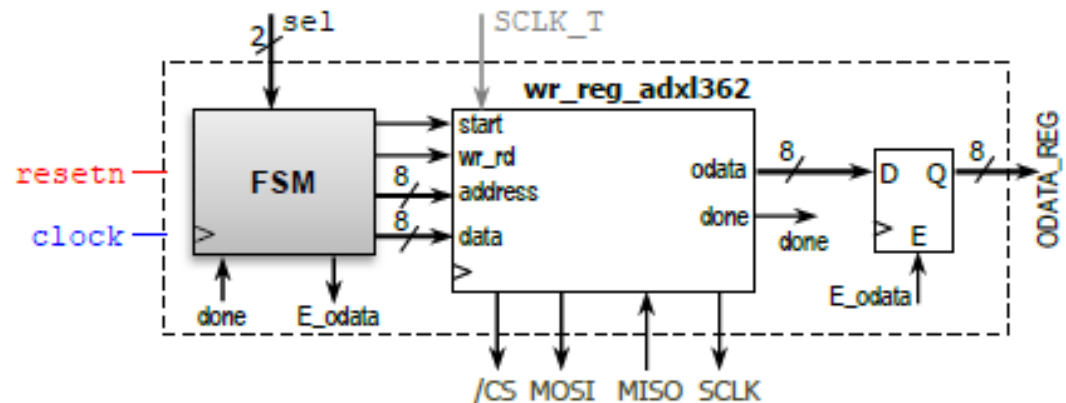 2 sel
SCLK_T
wr_reg_adxl362
resetn
clock
FSM
start
wr_rd
8 address
8 data
odata
done
8
done
D Q
E
8
ODATA_REG
done
E_odata
E_odata
/CS MOSI MISO SCLK